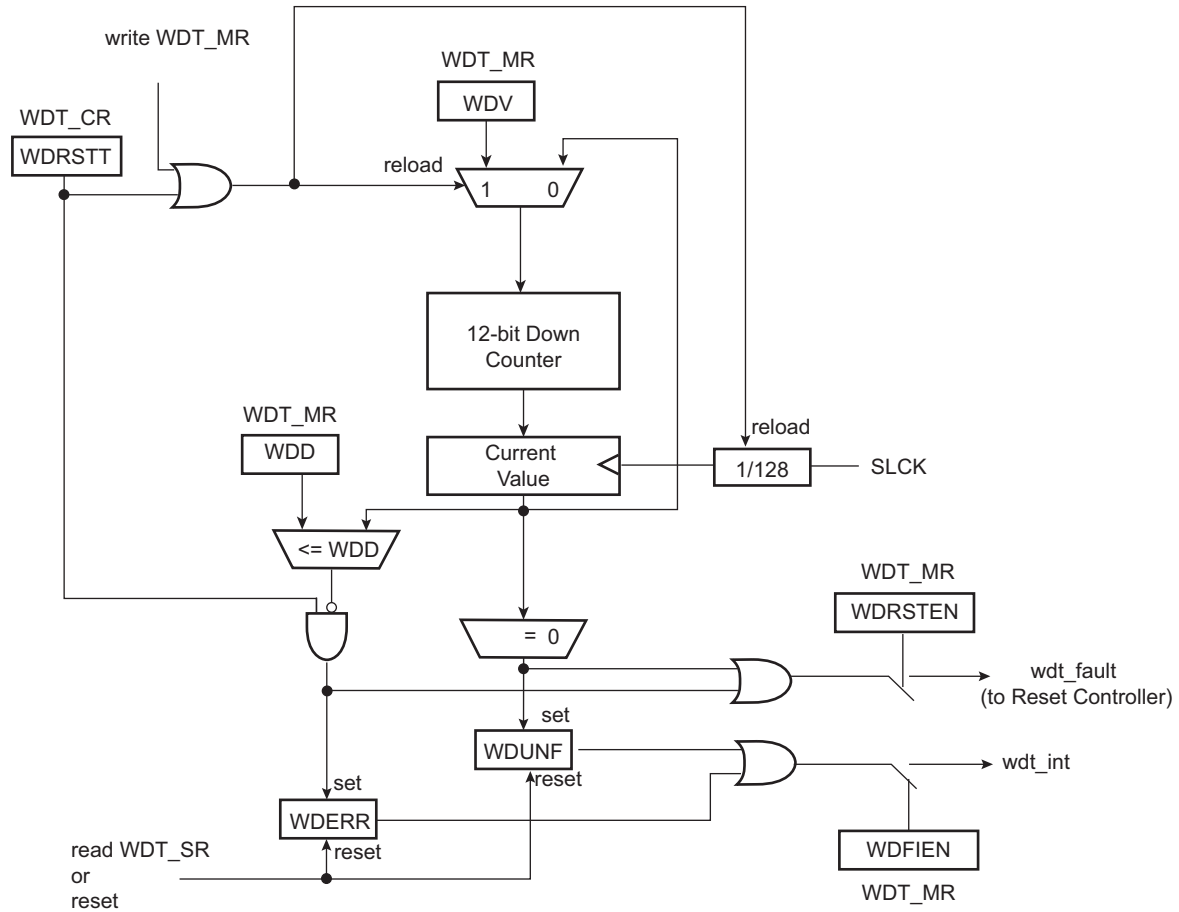 write WDT_MR
WDT_MR
WDV
WDT_CR
WDRSTT
reload
1 0
12-bit Down
Counter
WDT_MR
WDD
Current
Value
reload
1/128
SLCK
<= WDD
= 0
WDT_MR
WDRSTEN
wdt_fault
(to Reset Controller)
set
WDUNF
reset
wdt_int
set
WDERR
reset
read WDT_SR
or
reset
WDFIEN
WDT_MR